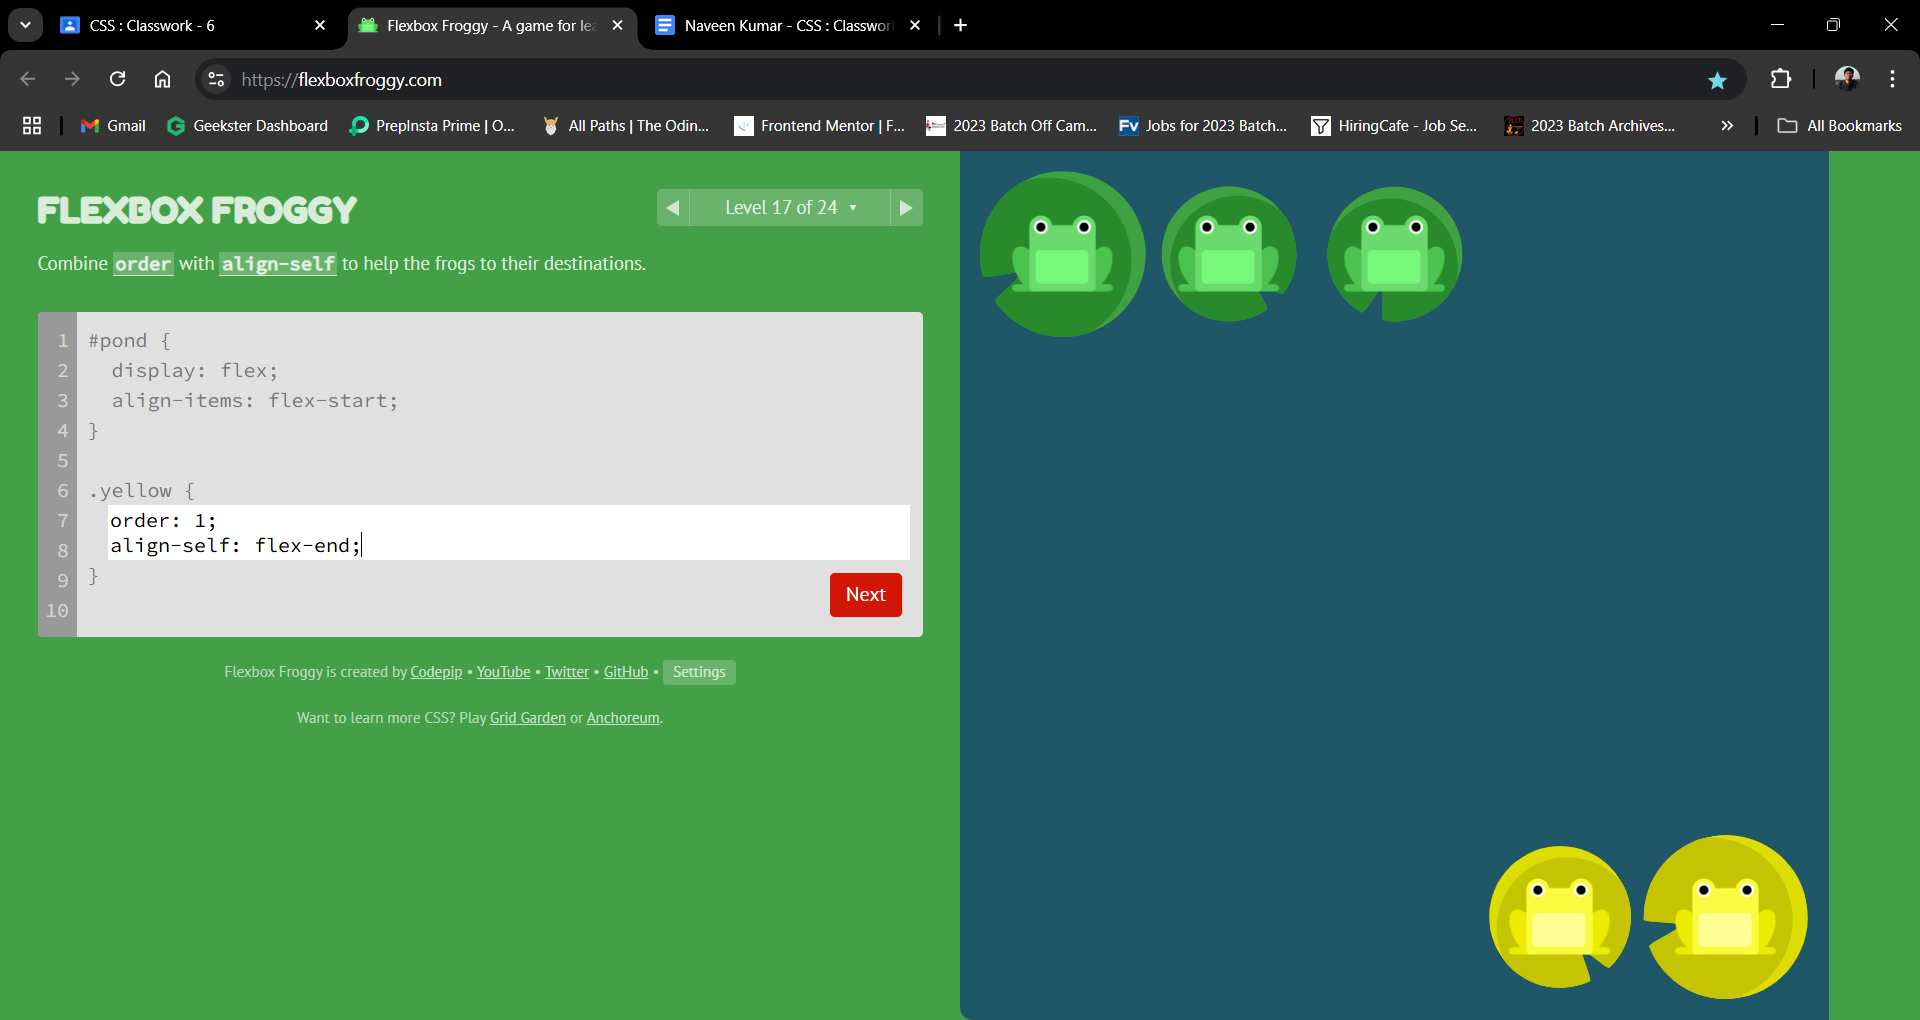 CSS : Classwork - 6
Flexbox Froggy - A game for le
Naveen Kumar - CSS : Classwor
https://flexboxfroggy.com
Gmail
Geekster Dashboard
PrepInsta Prime | O...
All Paths | The Odin...
Frontend Mentor | F...
2023 Batch Off Cam...
Fv Jobs for 2023 Batch...
HiringCafe - Job Se...
2023 Batch Archives...
All Bookmarks
FLEXBOX FROGGY
Level 17 of 24
Combine order with align-self to help the frogs to their destinations.
1 #pond {
2 display: flex;
3 align-items: flex-start;
4 }
5
6 .yellow {
7 order: 1;
8 align-self: flex-end;
9 }
10
Next
Flexbox Froggy is created by Codepip • YouTube • Twitter • GitHub • Settings
Want to learn more CSS? Play Grid Garden or Anchoreum.